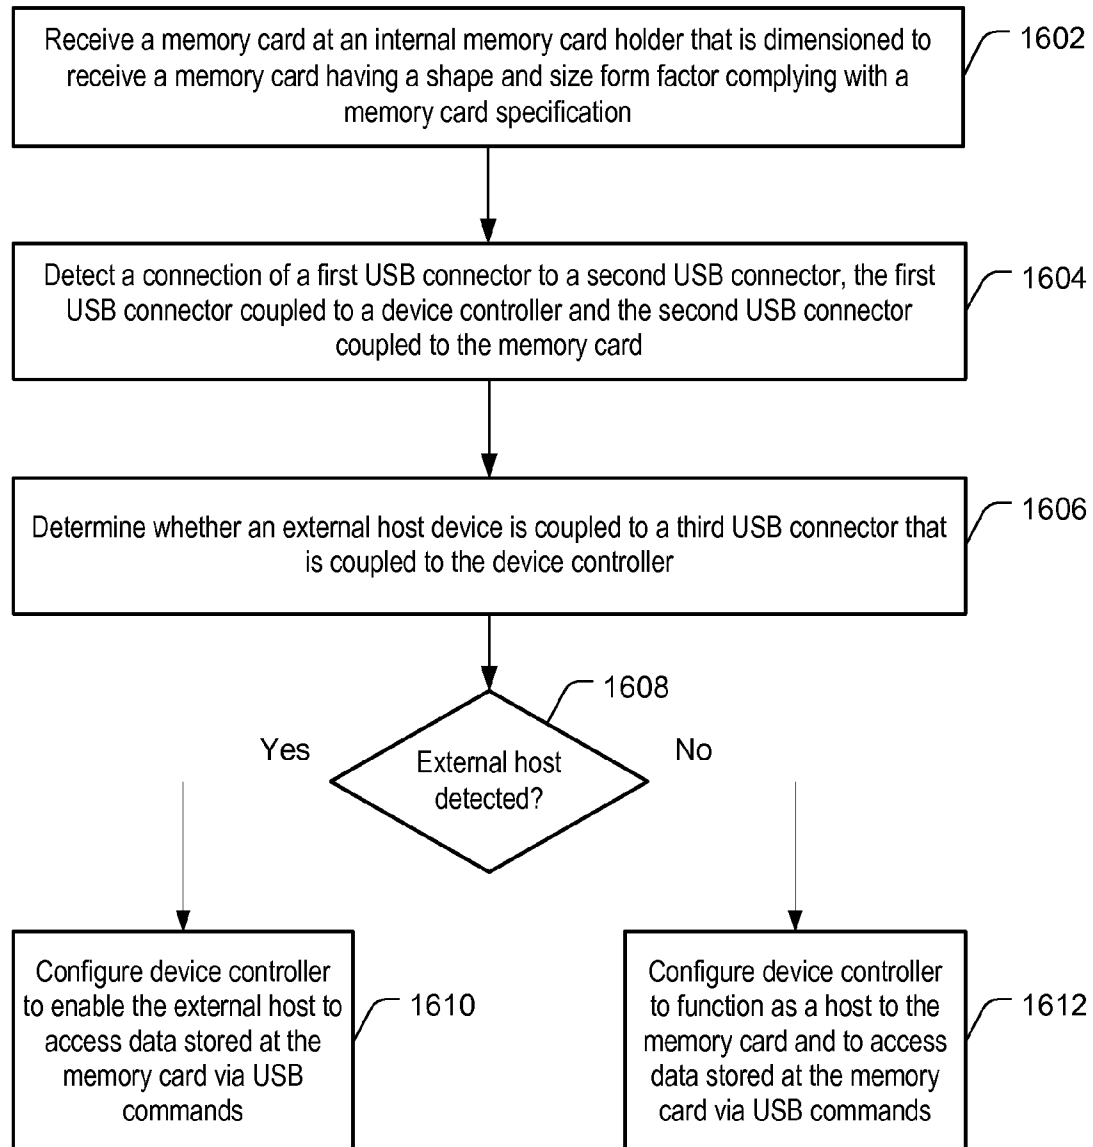 Receive a memory card at an internal memory card holder that is dimensioned to
receive a memory card having a shape and size form factor complying with a
memory card specification
1602
Detect a connection of a first USB connector to a second USB connector, the first
USB connector coupled to a device controller and the second USB connector
coupled to the memory card
1604
Determine whether an external host device is coupled to a third USB connector that
is coupled to the device controller
1606
1608
Yes
External host
detected?
No
Configure device controller
to enable the external host to
access data stored at the
memory card via USB
commands
1610
Configure device controller
to function as a host to the
memory card and to access
data stored at the memory
card via USB commands
1612